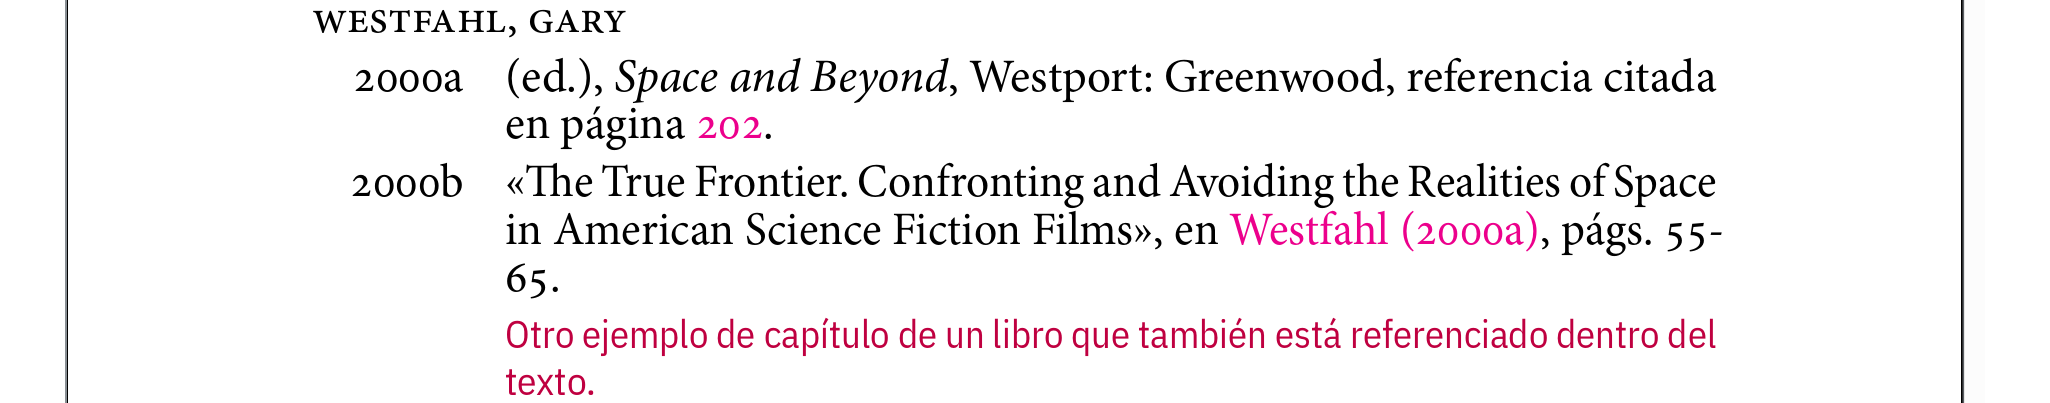 WESTFAHL, GARY
2000a (ed.), Space and Beyond, Westport: Greenwood, referencia citada
en página 202.
2000b «The True Frontier. Confronting and Avoiding the Realities of Space
in American Science Fiction Films», en Westfahl (2000a), págs. 55-
65.
Otro ejemplo de capítulo de un libro que también está referenciado dentro del
texto.